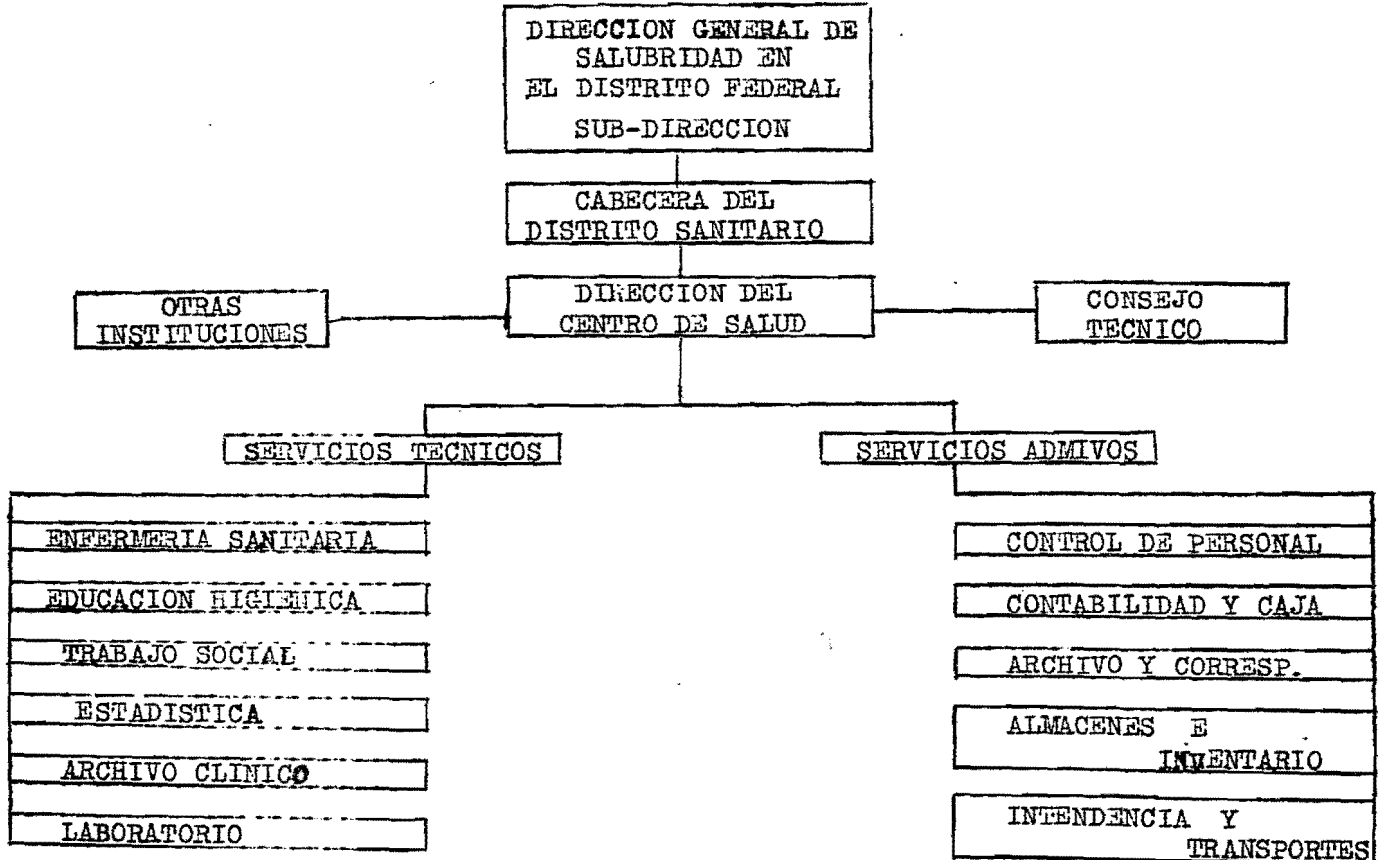 DIRECCION GENERAL DE
SALUBRIDAD EN
EL DISTRITO FEDERAL
SUB-DIRECCION
CABECERA DEL
DISTRITO SANITARIO
OTRAS
INSTITUCIONES
DIRECCION DEL
CENTRO DE SALUD
CONSEJO
TECNICO
SERVICIOS TECNICOS
SERVICIOS ADMIVOS
ENFERMERIA SANITARIA
EDUCACION HIGIENICA
TRABAJO SOCIAL
ESTADISTICA
ARCHIVO CLINICO
LABORATORIO
CONTROL DE PERSONAL
CONTABILIDAD Y CAJA
ARCHIVO Y CORRESP.
ALMACENES E
INVENTARIO
INTENDENCIA Y
TRANSPORTES